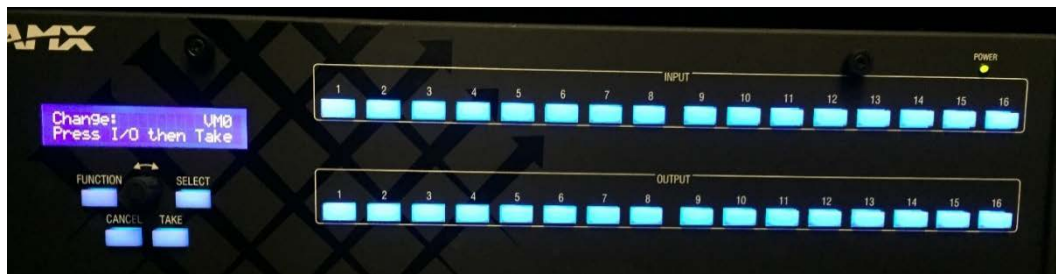 AMX
POWER
INPUT
1 2 3 4 5 6 7 8 9 10 11 12 13 14 15 16
Change: VM0
Press I/O then Take
FUNCTION SELECT
CANCEL TAKE
OUTPUT
1 2 3 4 5 6 7 8 9 10 11 12 13 14 15 16